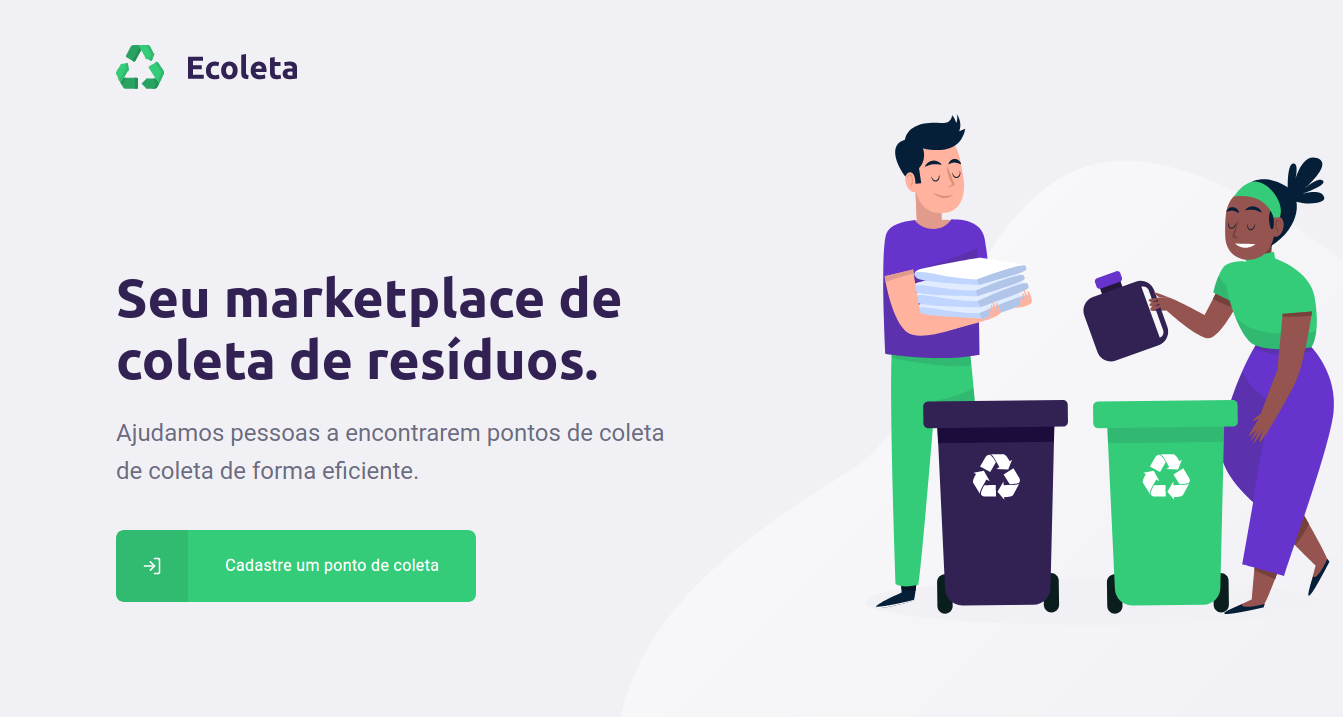 Ecoleta
Seu marketplace de
coleta de resíduos.
Ajudamos pessoas a encontrarem pontos de coleta
de coleta de forma eficiente.
Cadastre um ponto de coleta